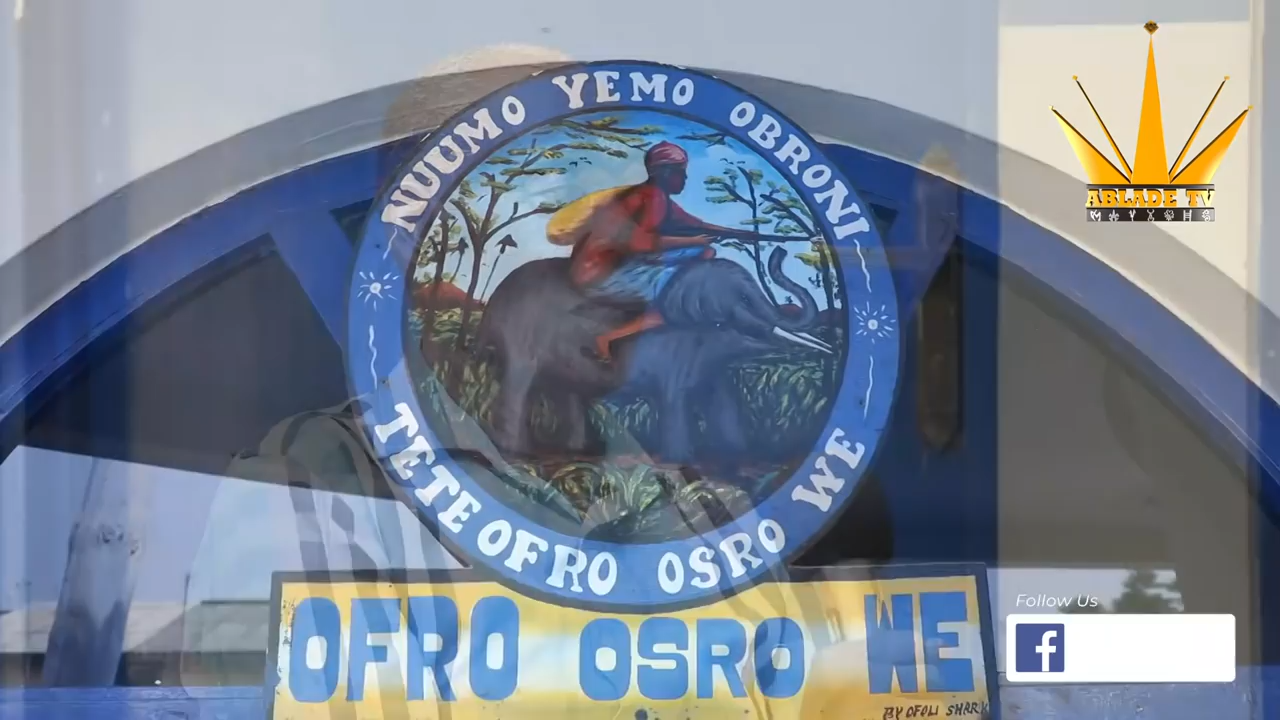 NUUMO YEMO OBRONI
TETE OFRO OSRO WE
OFRO OSRO WE
BY OFOLI SHARK
ABLADE TV
Follow Us
f